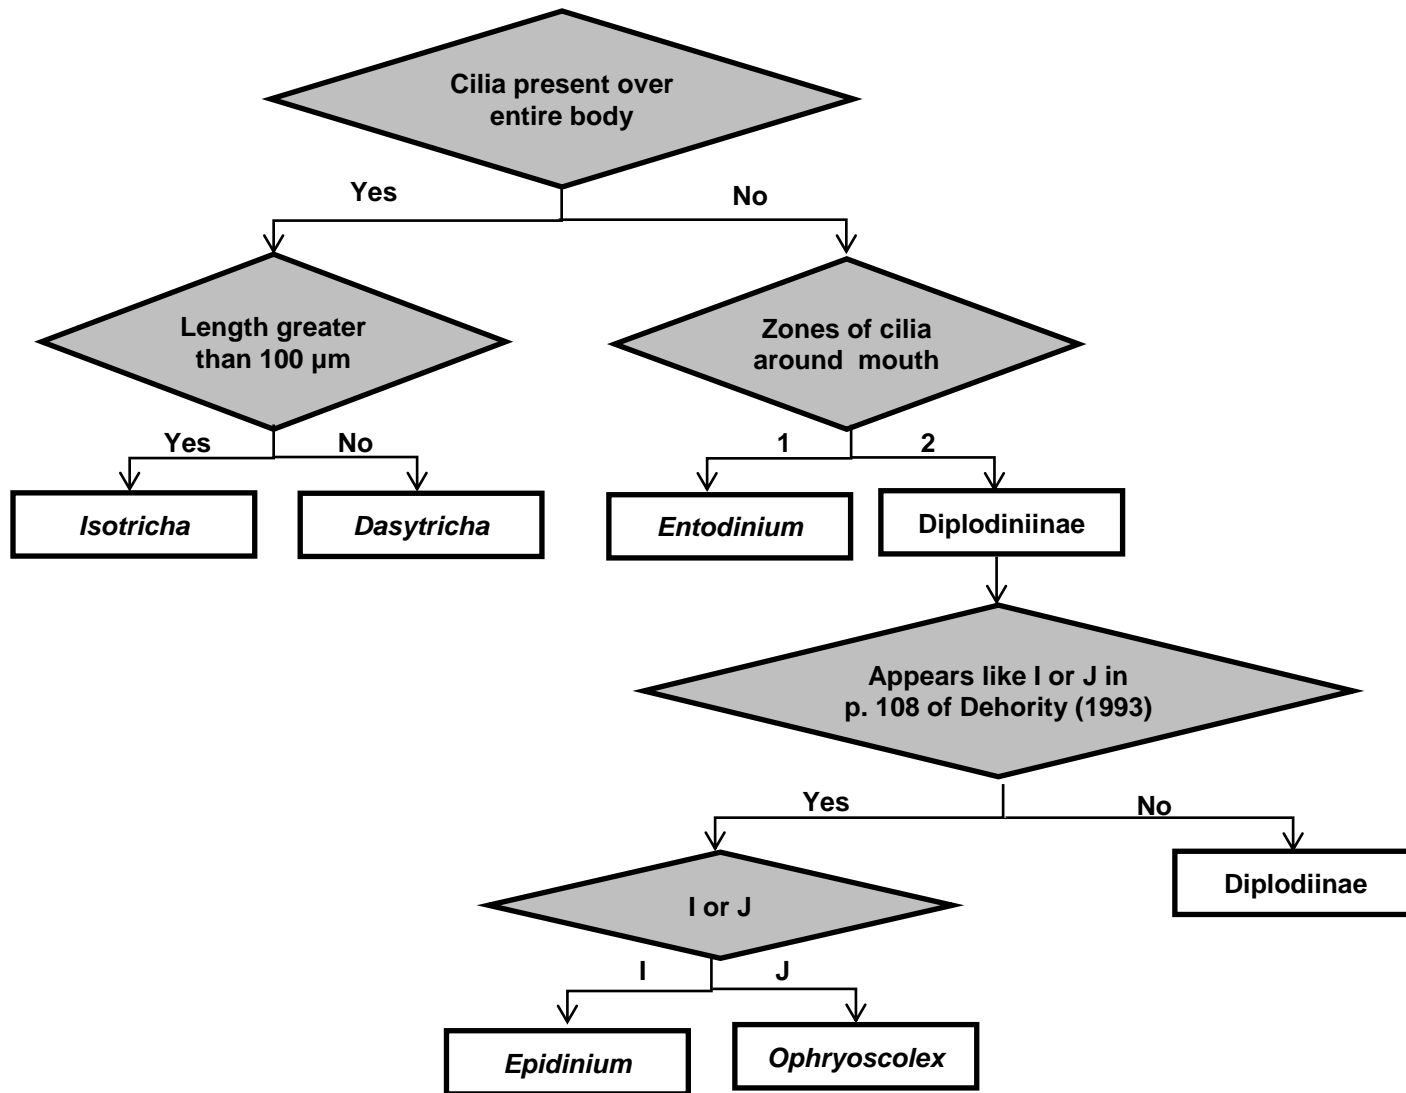 Cilia present over
entire body
Yes
No
Length greater
than 100 µm
Zones of cilia
around mouth
Yes
No
1
2
Isotricha
Dasytricha
Entodinium
Diplodiniinae
Appears like I or J in
p. 108 of Dehority (1993)
Yes
No
I or J
Diplodiinae
I
J
Epidinium
Ophryoscolex